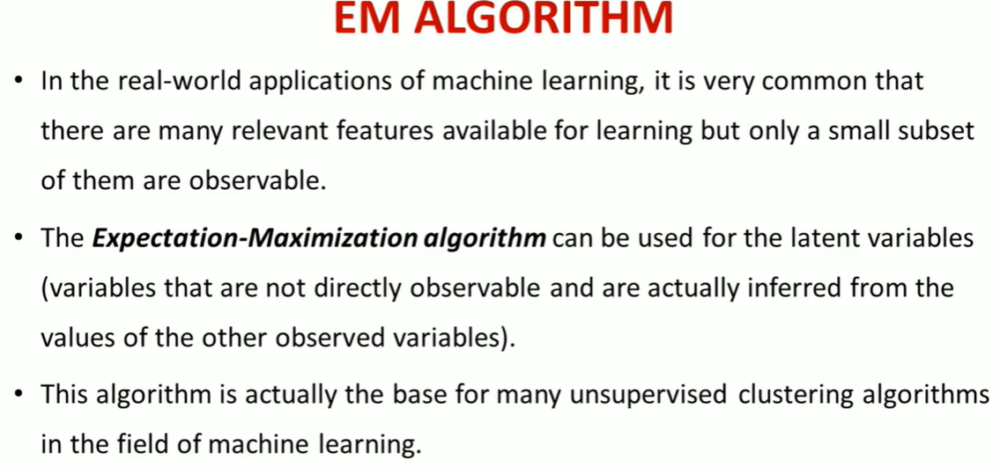 EM ALGORITHM
• In the real-world applications of machine learning, it is very common that
there are many relevant features available for learning but only a small subset
of them are observable.
• The Expectation-Maximization algorithm can be used for the latent variables
(variables that are not directly observable and are actually inferred from the
values of the other observed variables).
• This algorithm is actually the base for many unsupervised clustering algorithms
in the field of machine learning.